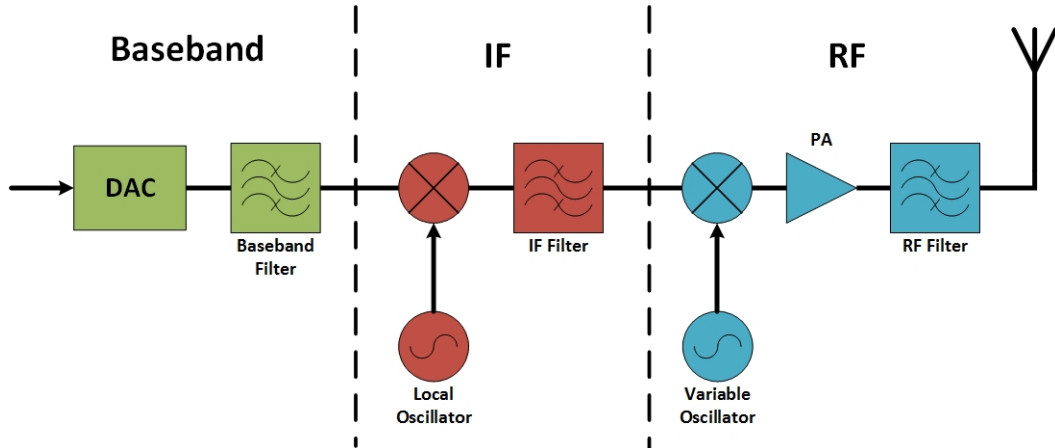 Baseband
IF
RF
PA
DAC
Baseband
Filter
IF Filter
RF Filter
Local
Oscillator
Variable
Oscillator